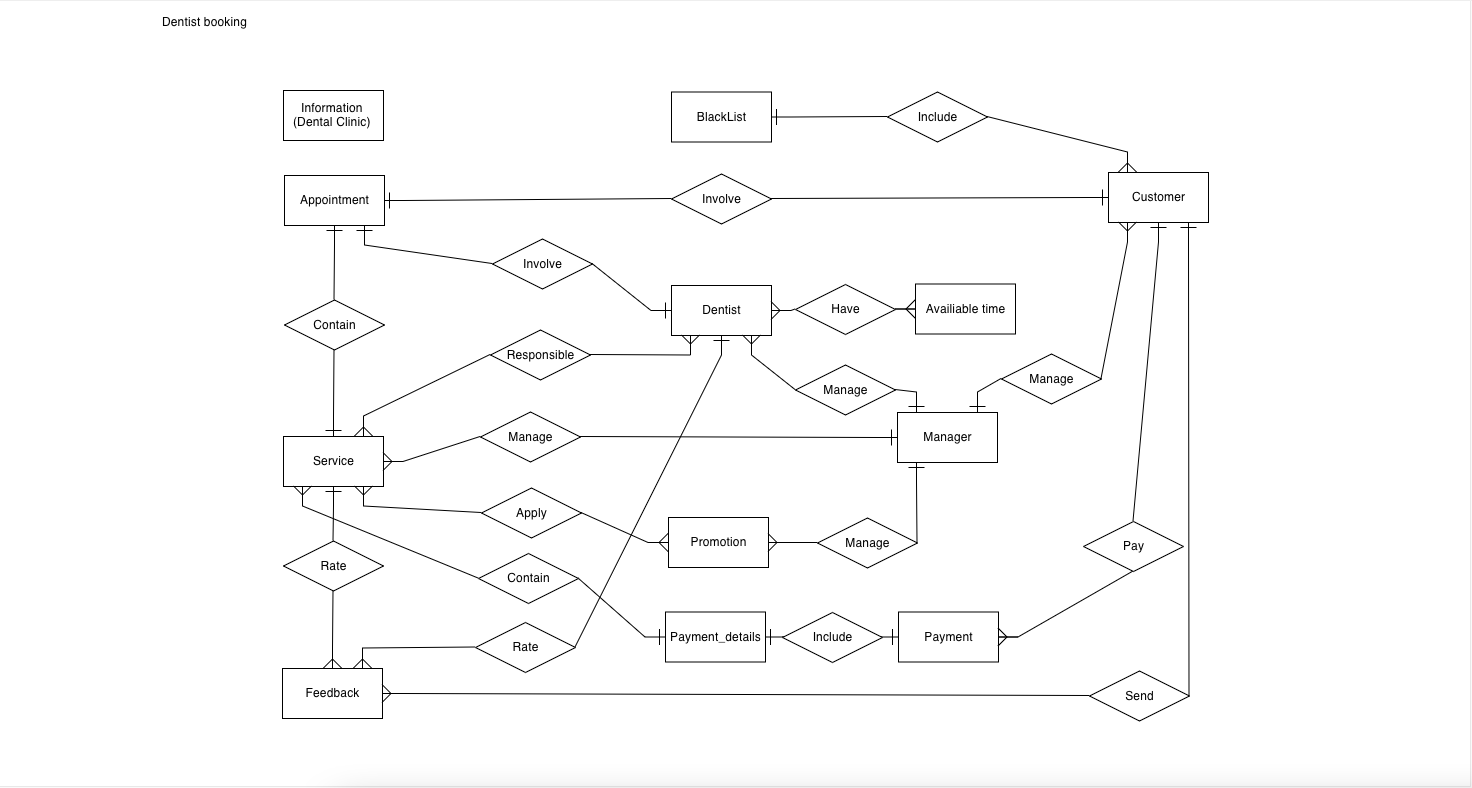 Dentist booking
Information
(Dental Clinic)
BlackList
Include
Appointment
Involve
Customer
Involve
Dentist
Have
Availiable time
Contain
Responsible
Manage
Manage
Manage
Manager
Service
Apply
Promotion
Manage
Pay
Rate
Contain
Payment_details
Include
Payment
Rate
Feedback
Send